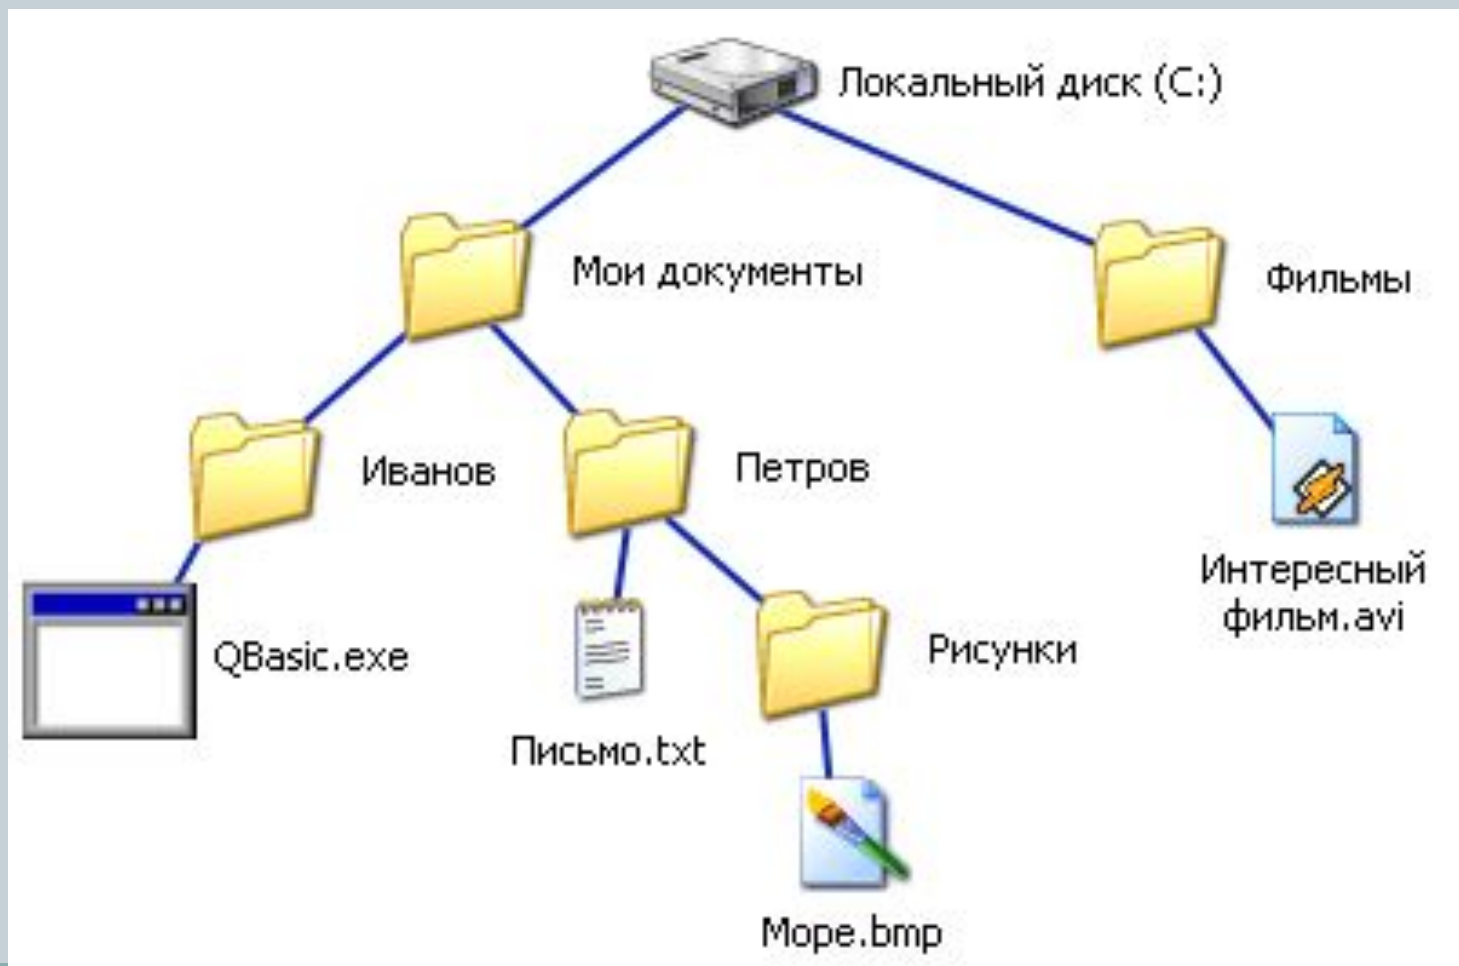 Локальный диск (C:)
Мои документы
Фильмы
Иванов
Петров
Интересный
фильм.avi
QBasic.exe
Рисунки
Письмо.txt
Море.bmp